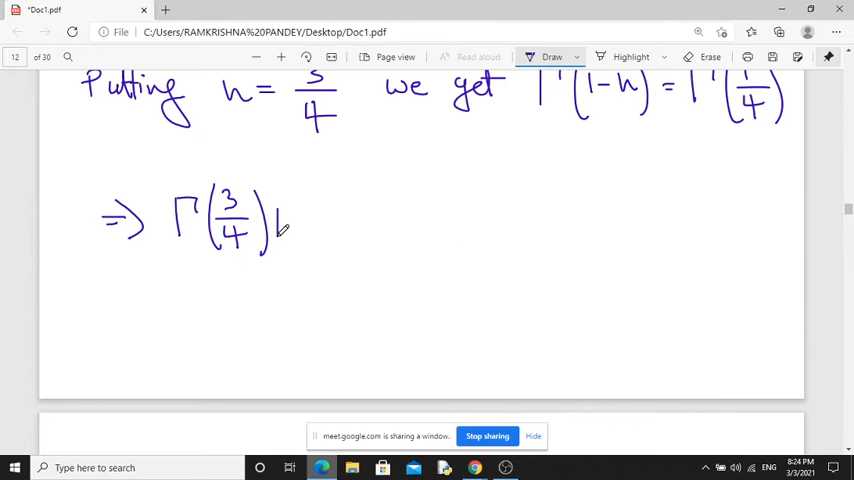 *Doc1.pdf
File
C:/Users/RAMKRISHNA%20PANDEY/Desktop/Doc1.pdf
12 of 30
Page view
Read aloud
Draw
Highlight
Erase
Putting n = 3/4 we get Γ(1-n) = Γ(1/4)
⇒ Γ(3/4)
meet.google.com is sharing a window.
Stop sharing
Hide
Type here to search
ENG
8:24 PM
3/3/2021